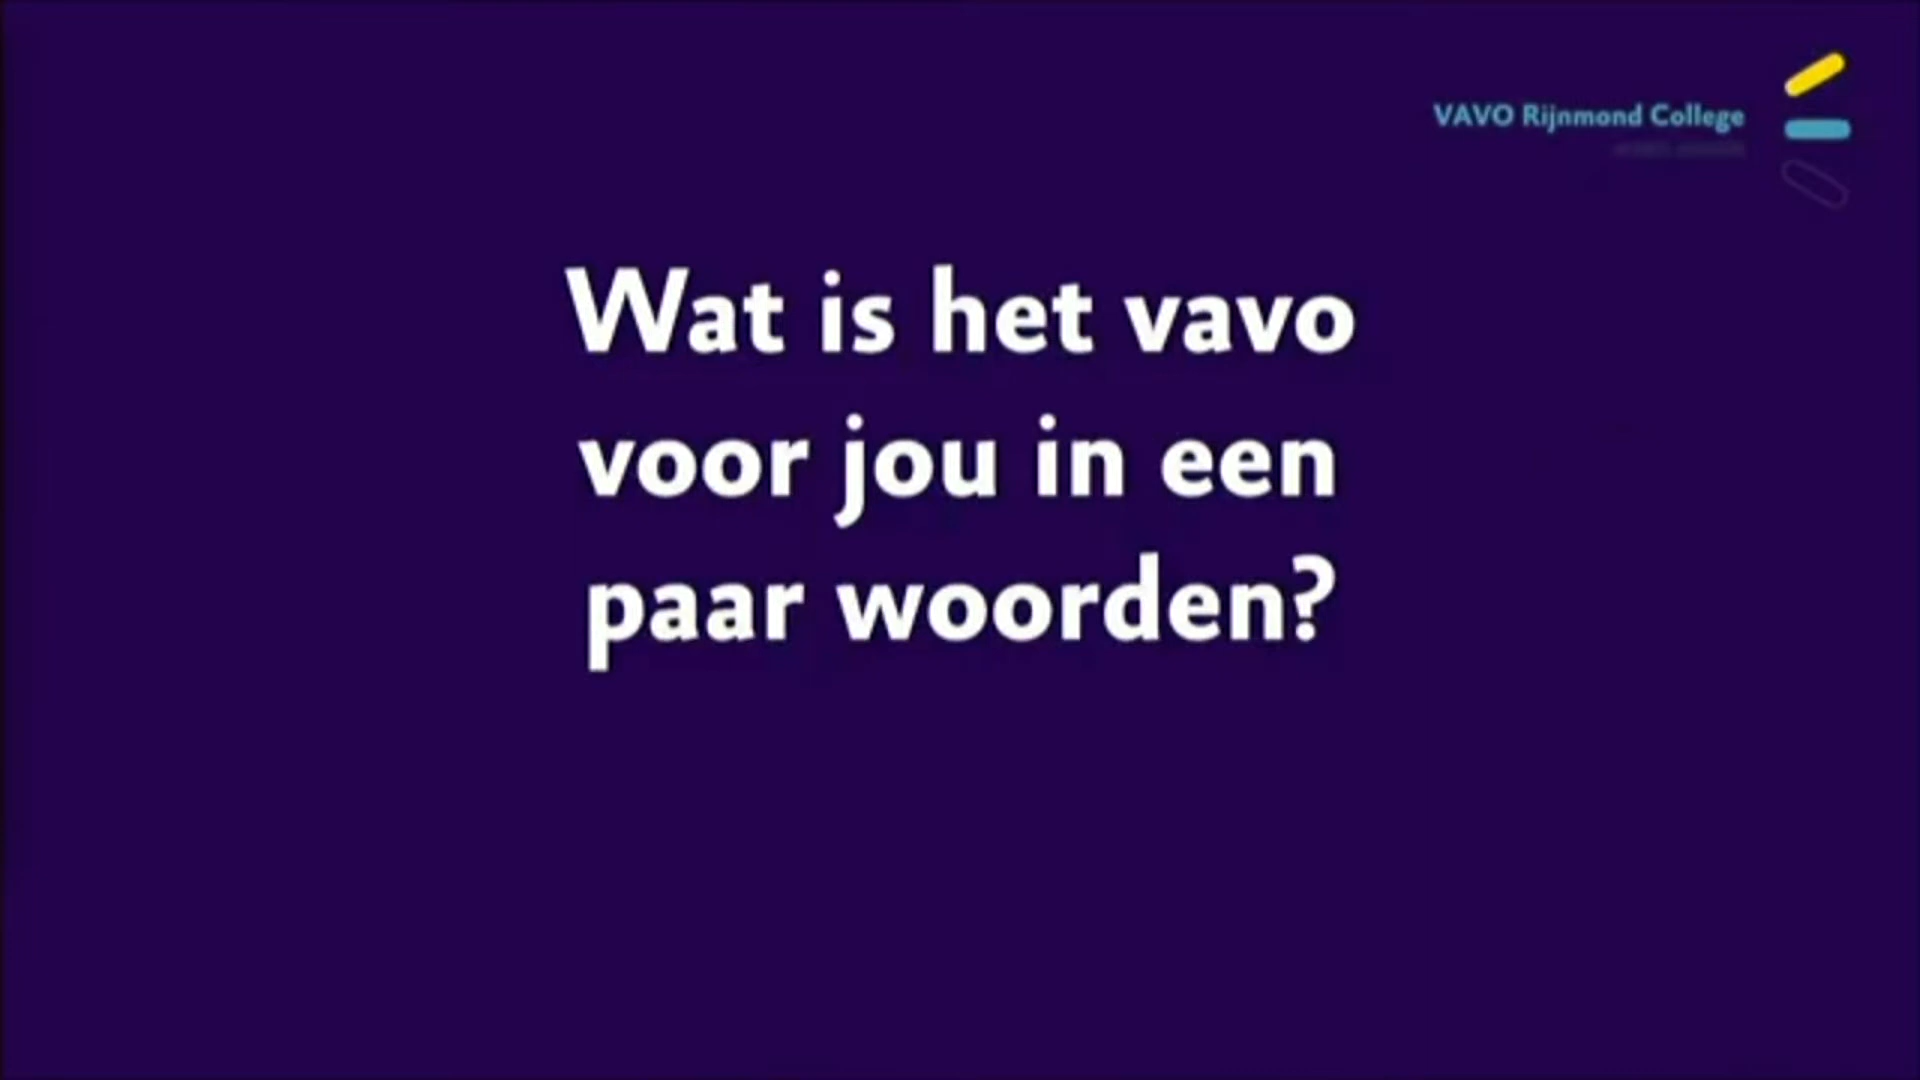 VAVO Rijnmond College
Wat is het vavo
voor jou in een
paar woorden?